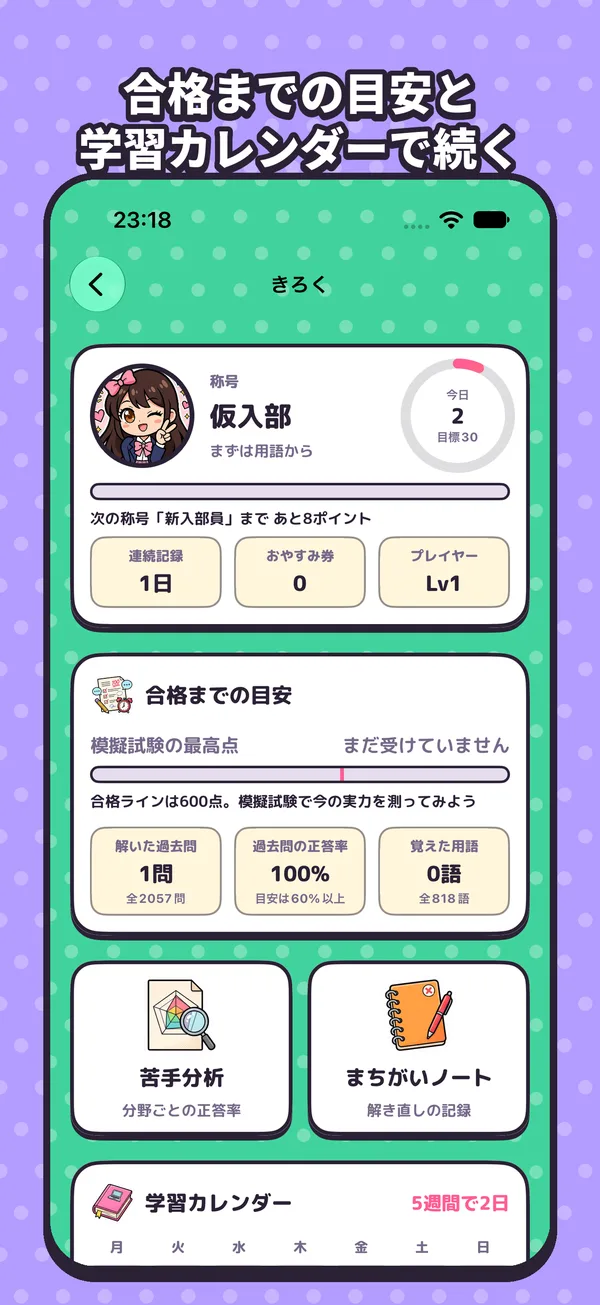 合格までの目安と
学習カレンダーで続く
23:18
きろく
称号
仮入部
まずは用語から
今日
2
目標30
次の称号「新入部員」まで あと8ポイント
連続記録
1日
おやすみ券
0
プレイヤー
Lv1
合格までの目安
模擬試験の最高点
まだ受けていません
合格ラインは600点。模擬試験で今の実力を測ってみよう
解いた過去問
1問
全2057問
過去問の正答率
100%
目安は60%以上
覚えた用語
0語
全818語
苦手分析
分野ごとの正答率
まちがいノート
解き直しの記録
学習カレンダー
5週間で2日
月 火 水 木 金 土 日